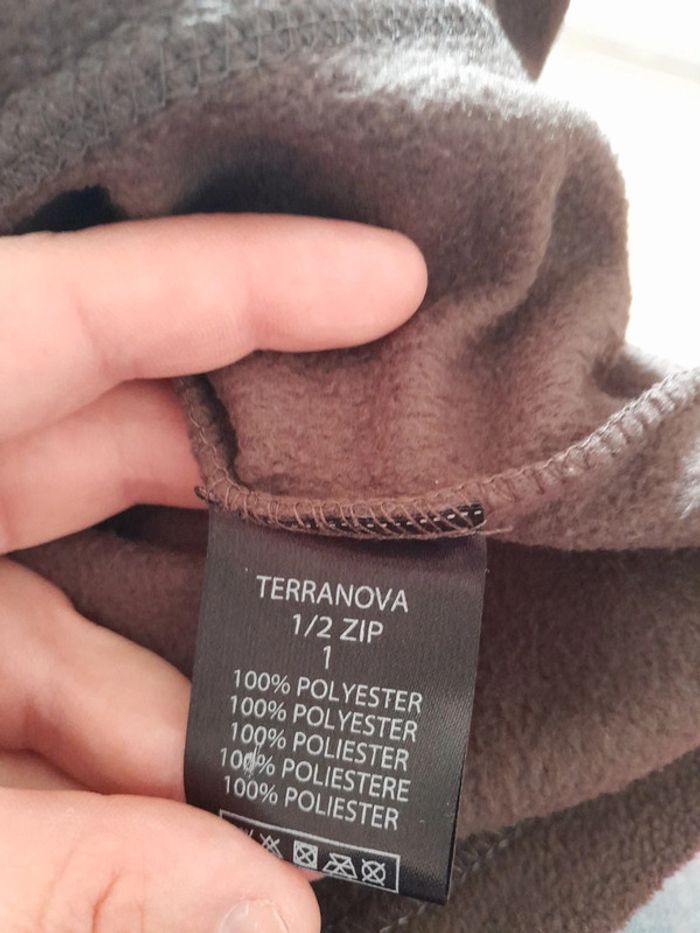 TERRANOVA
1/2 ZIP
1
100% POLYESTER
100% POLYESTER
100% POLIESTER
100% POLIESTERE
100% POLIESTER